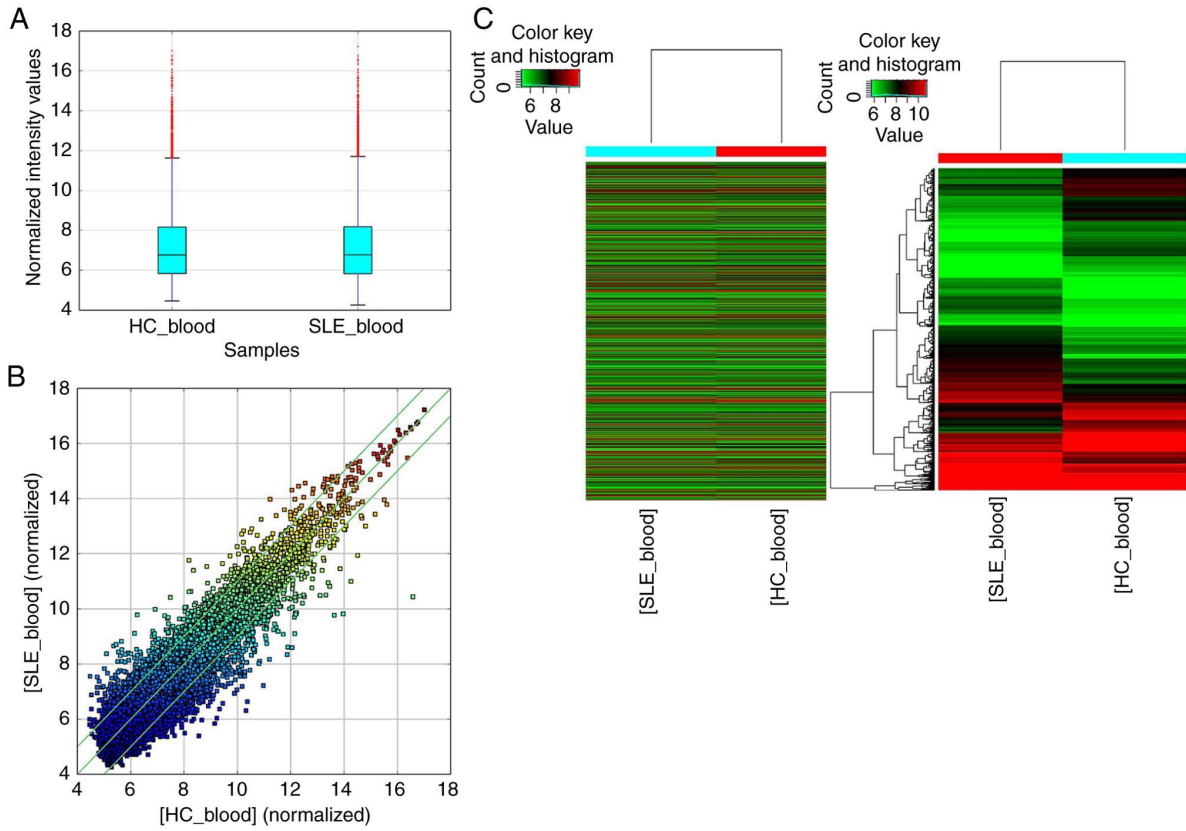 A
Normalized intensity values
18
16
14
12
10
8
6
4
HC_blood
SLE_blood
Samples
B
[SLE_blood] (normalized)
18
16
14
12
10
8
6
4
4
6
8
10
12
14
16
18
[HC_blood] (normalized)
C
Color key
and histogram
Count
0
6
8
Value
[SLE_blood]
[HC_blood]
Color key
and histogram
Count
0
6
8
10
Value
[SLE_blood]
[HC_blood]